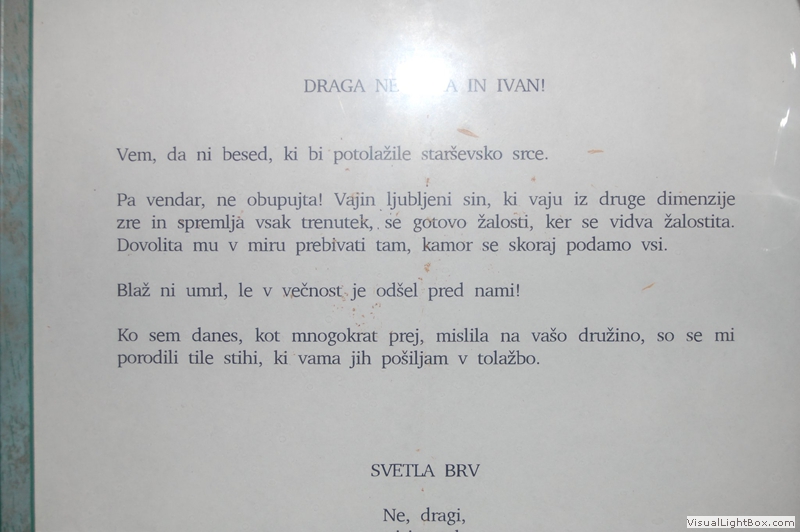 DRAGA IN IVAN!
Vem, da ni besed, ki bi potolažile starševsko srce.
Pa vendar, ne obupujta! Vajin ljubljeni sin, ki vaju iz druge dimenzije
zre in spremlja vsak trenutek, se gotovo žalosti, ker se vidva žalostita.
Dovolita mu v miru prebivati tam, kamor se skoraj podamo vsi.
Blaž ni umrl, le v večnost je odšel pred nami!
Ko sem danes, kot mnogokrat prej, mislila na vašo družino, so se mi
porodili tile stihi, ki vama jih pošiljam v tolažbo.
SVETLA BRV
Ne, dragi,
VisualLightBox.com